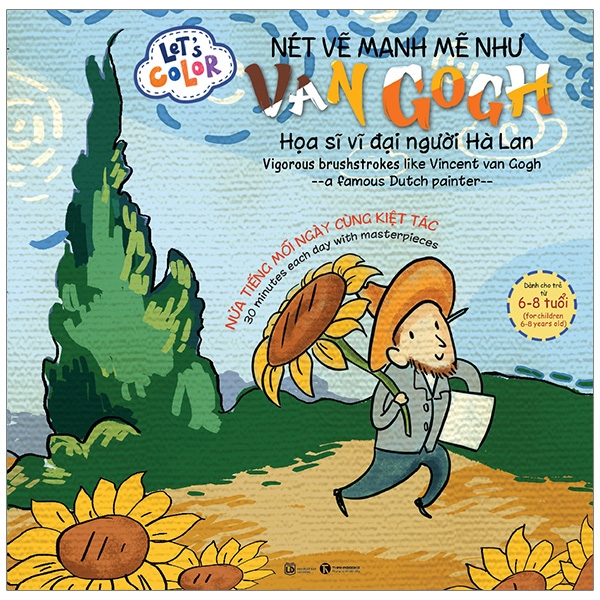 LeT's
COLOR
NÉT VẼ MẠNH MẼ NHƯ
VAN GOGH
Họa sĩ vĩ đại người Hà Lan
Vigorous brushstrokes like Vincent van Gogh
--a famous Dutch painter--
NỬA TIẾNG MỖI NGÀY CÙNG KIỆT TÁC
30 minutes each day with masterpieces
Dành cho trẻ
từ
6-8 tuổi
(for children
6-8 years old)